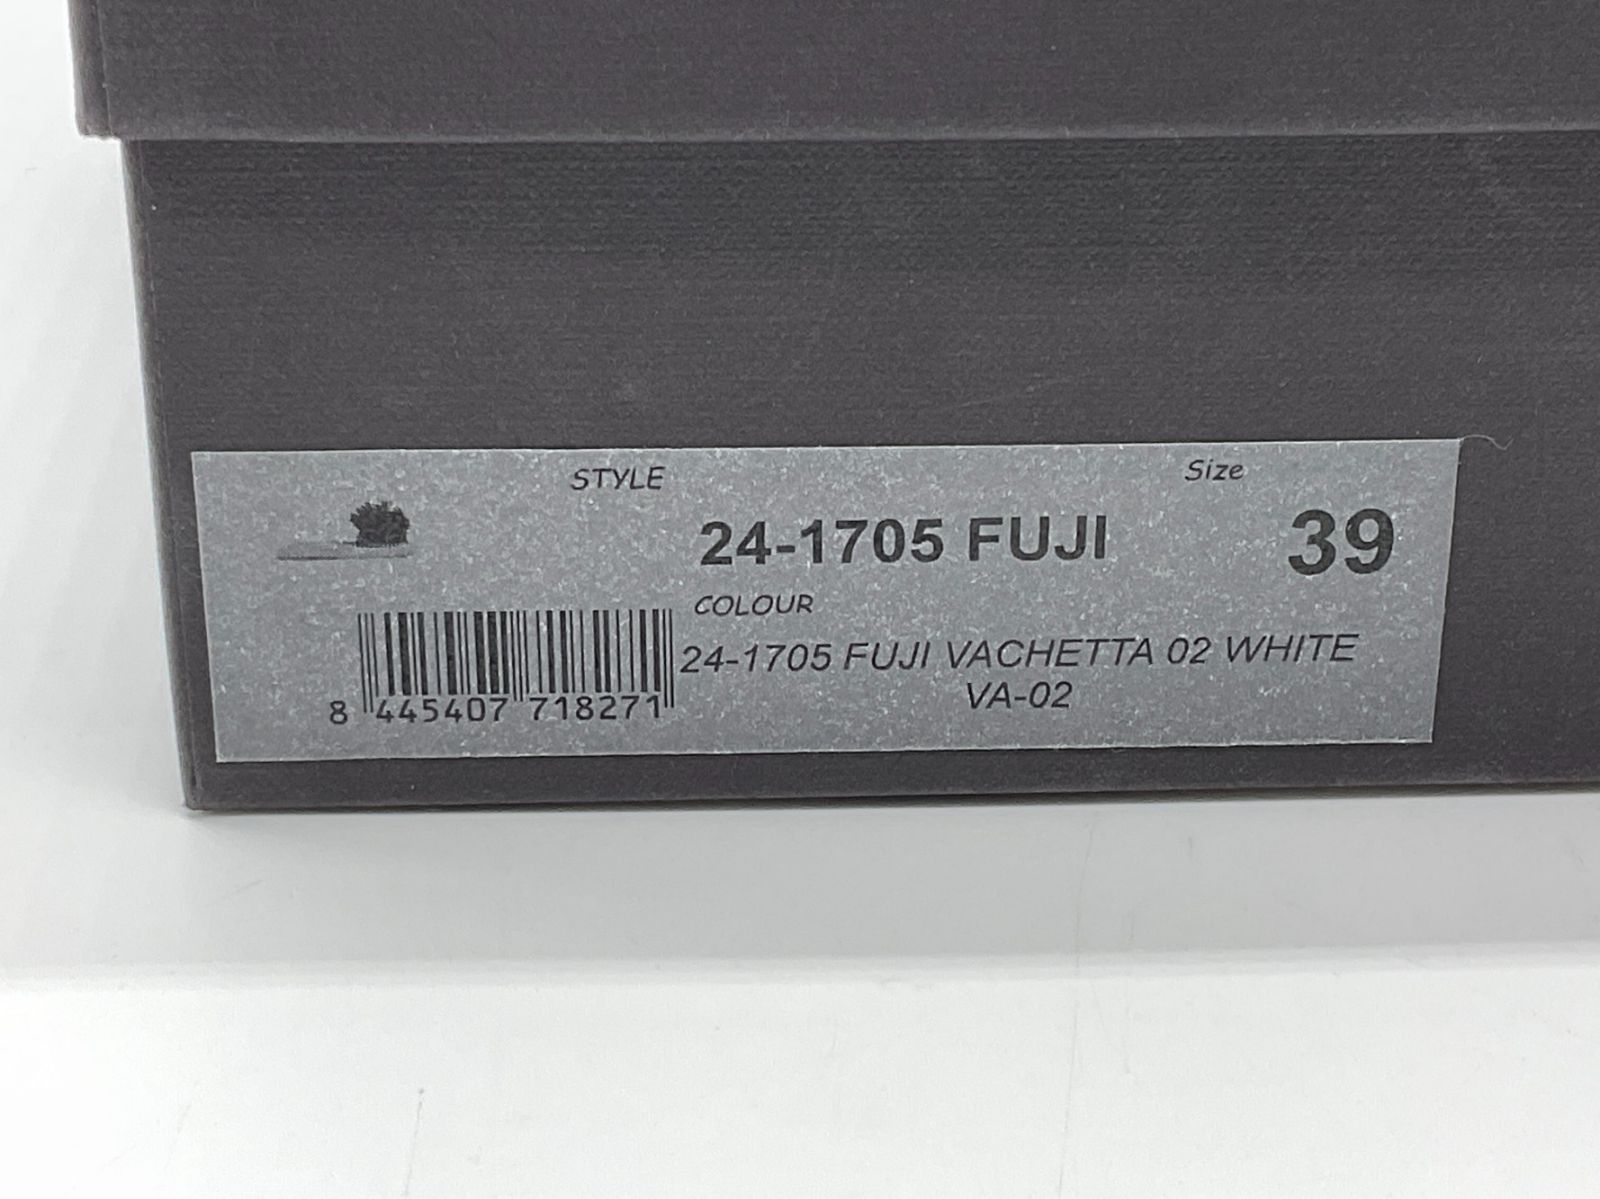 STYLE
Size
24-1705 FUJI
39
COLOUR
24-1705 FUJI VACHETTA 02 WHITE
VA-02
8 445407 718271